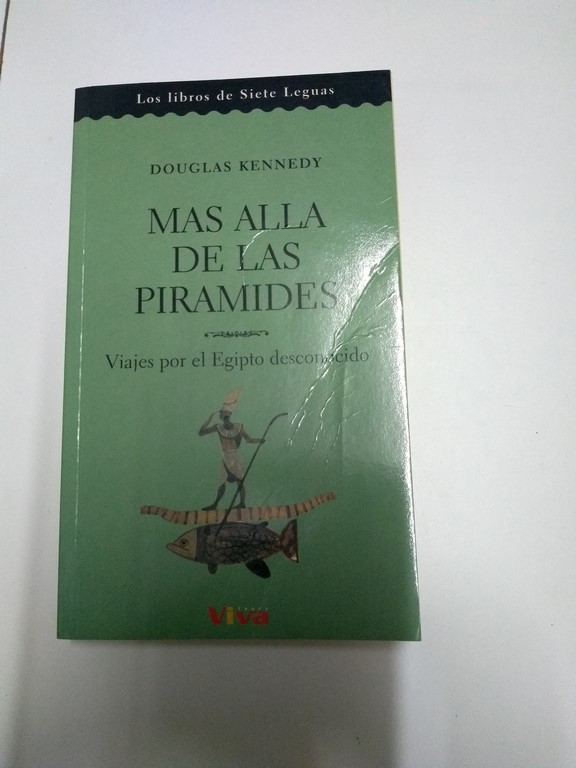 Los libros de Siete Leguas
DOUGLAS KENNEDY
MAS ALLA
DE LAS
PIRAMIDES
Viajes por el Egipto desconocido
Viva